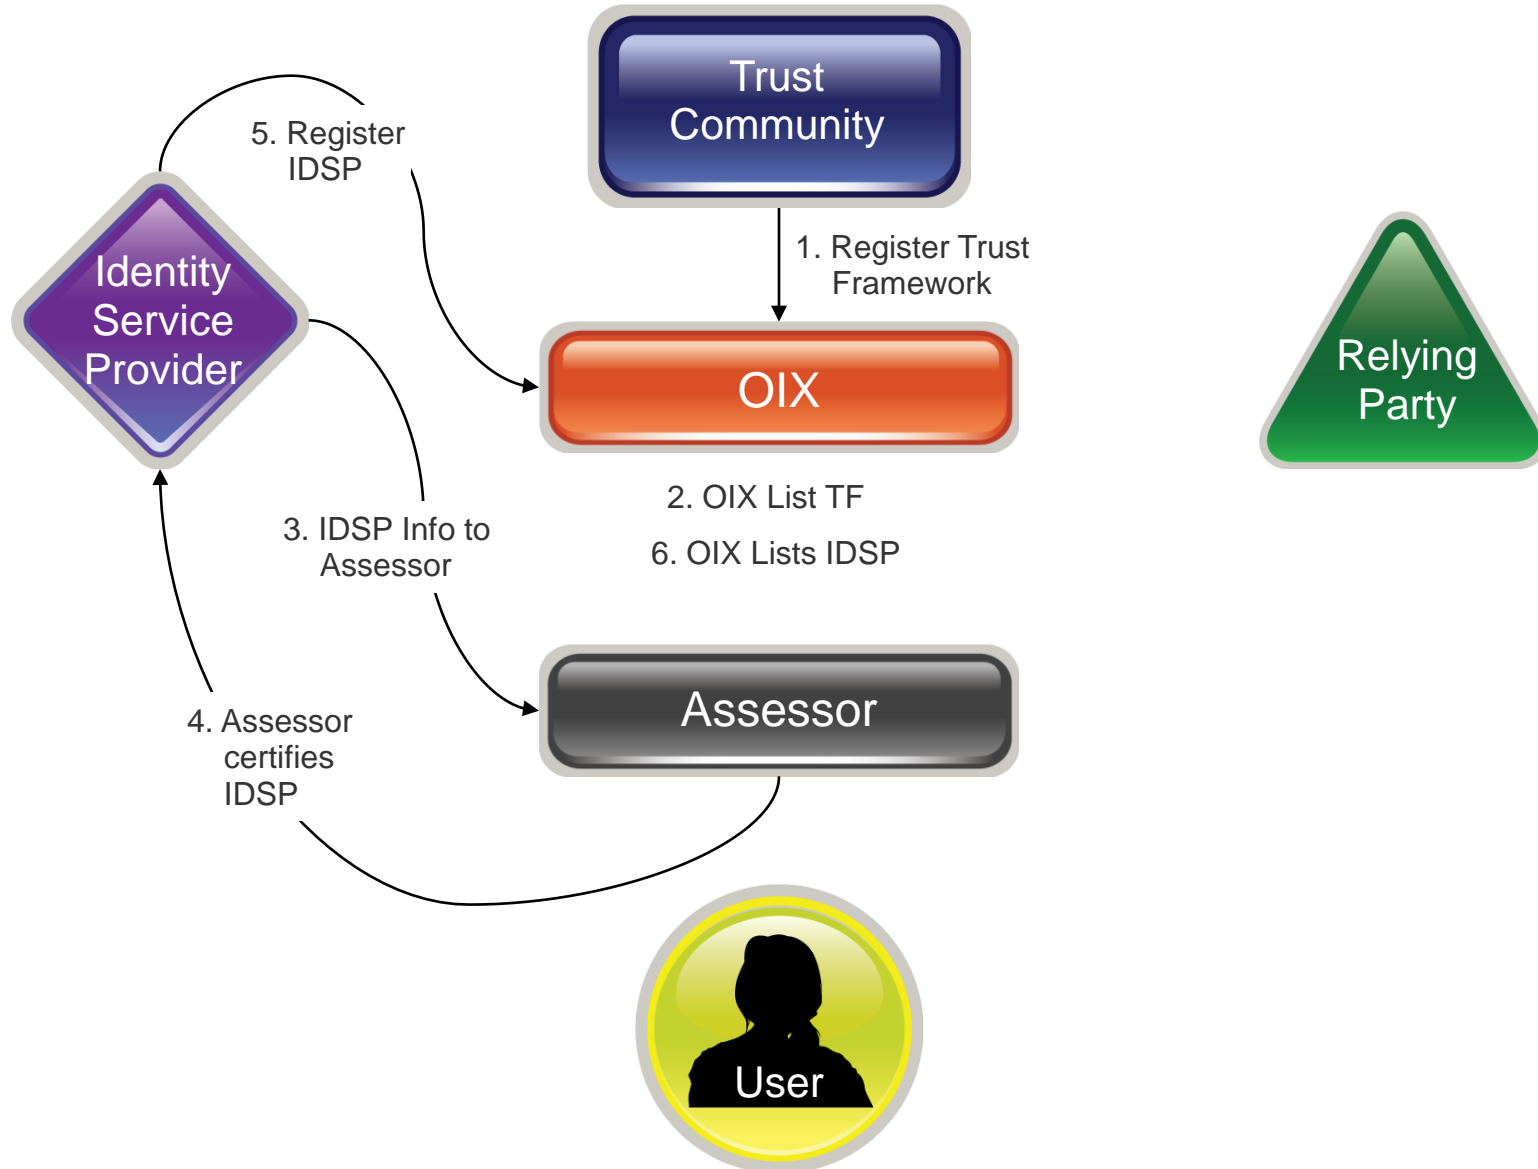 Trust
Community
5. Register
IDSP
1. Register Trust
Framework
Identity
Service
Provider
OIX
Relying
Party
2. OIX List TF
6. OIX Lists IDSP
3. IDSP Info to
Assessor
Assessor
4. Assessor
certifies
IDSP
User